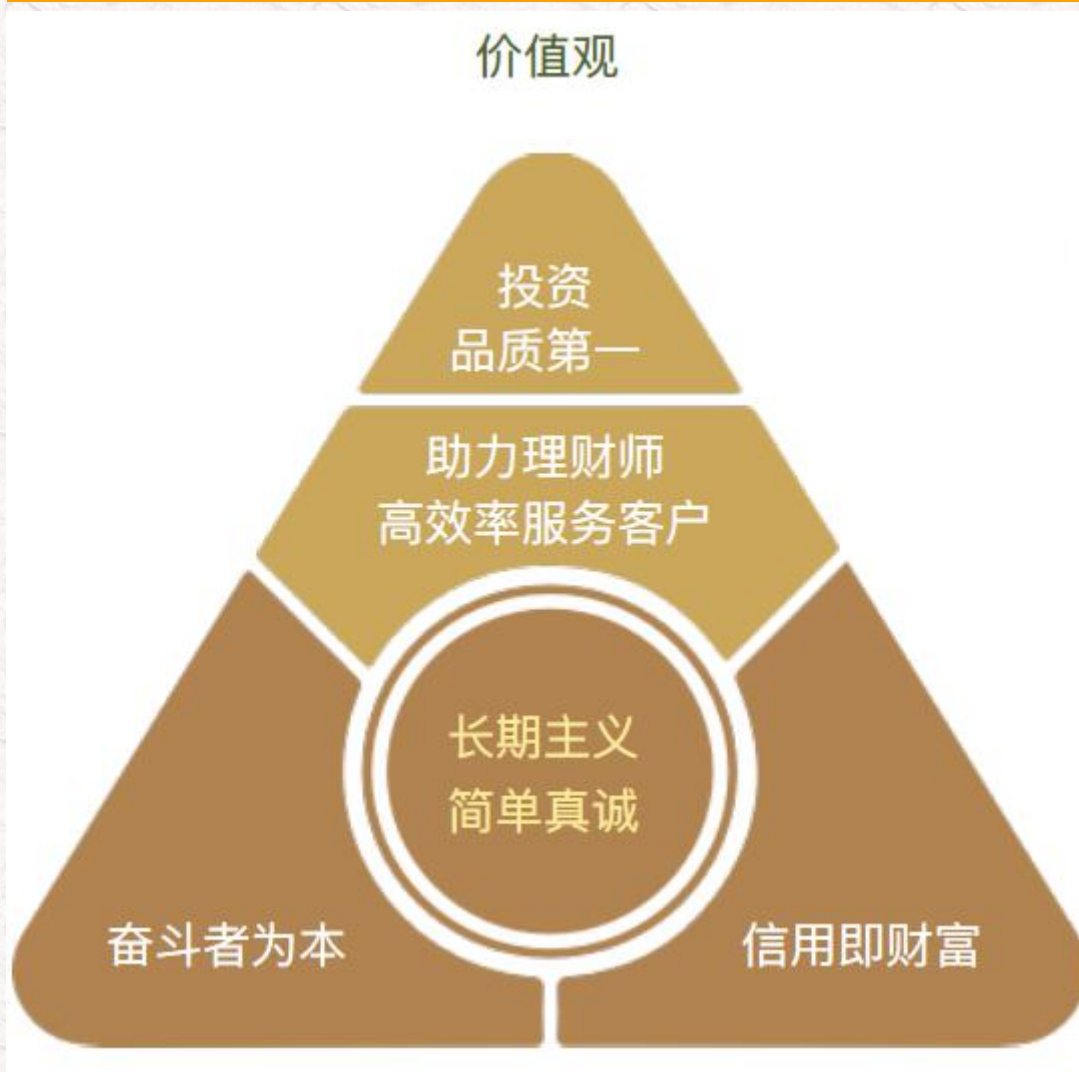 价值观
投资
品质第一
助力理财师
高效率服务客户
长期主义
简单真诚
奋斗者为本
信用即财富